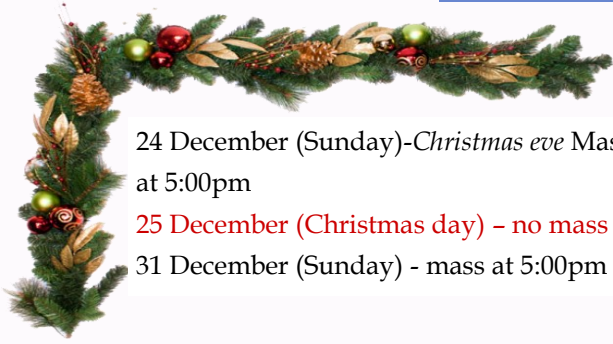 24 December (Sunday)-Christmas eve Mas
at 5:00pm
25 December (Christmas day) – no mass
31 December (Sunday) - mass at 5:00pm